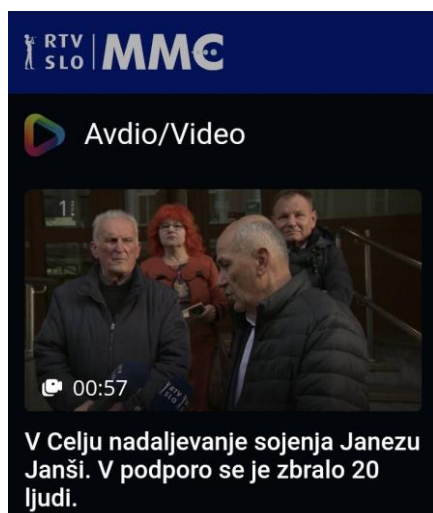 RTV
SLO MMC
Avdio/Video
1
00:57
RTV
SLO
V Celju nadaljevanje sojenja Janezu
Janši. V podporo se je zbralo 20
ljudi.